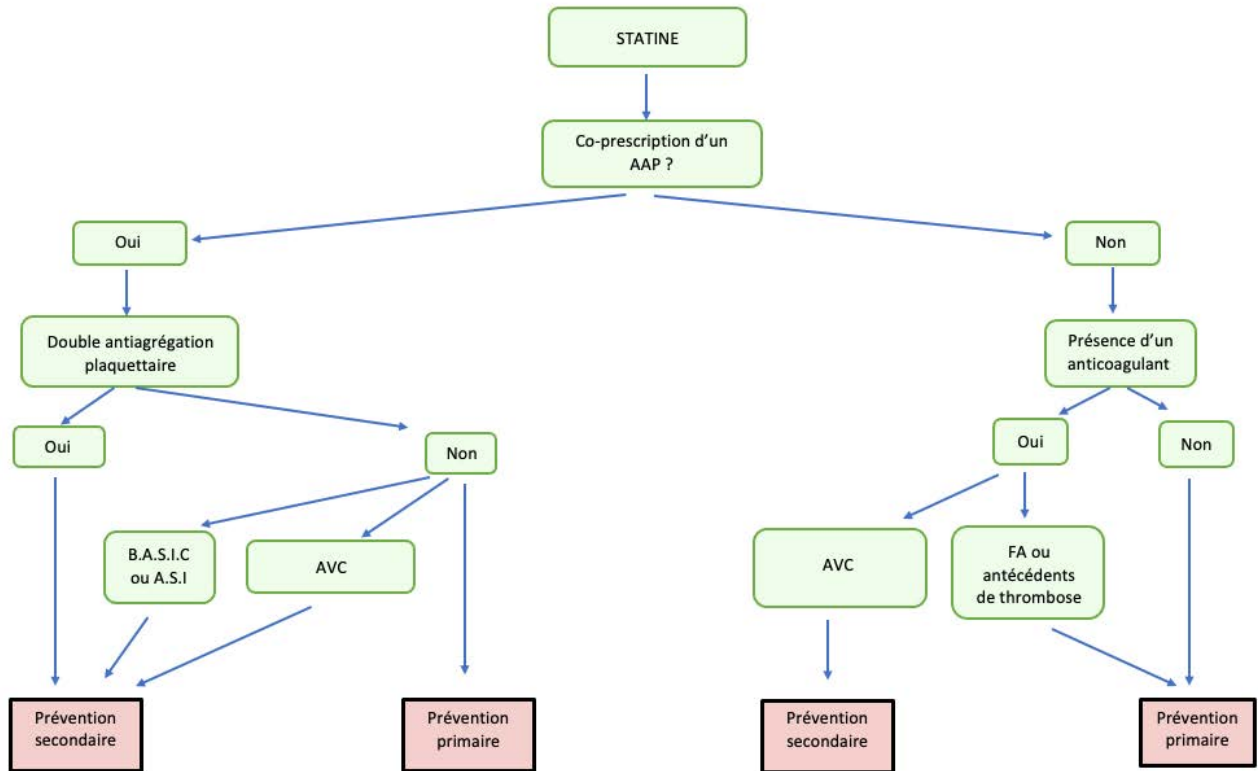 STATINE
Co-prescription d'un
AAP ?
Oui
Non
Double antiagrégation
plaquettaire
Présence d'un
anticoagulant
Oui
Non
Oui
Non
B.A.S.I.C
ou A.S.I
AVC
AVC
FA ou
antécédents
de thrombose
Prévention
secondaire
Prévention
primaire
Prévention
secondaire
Prévention
primaire